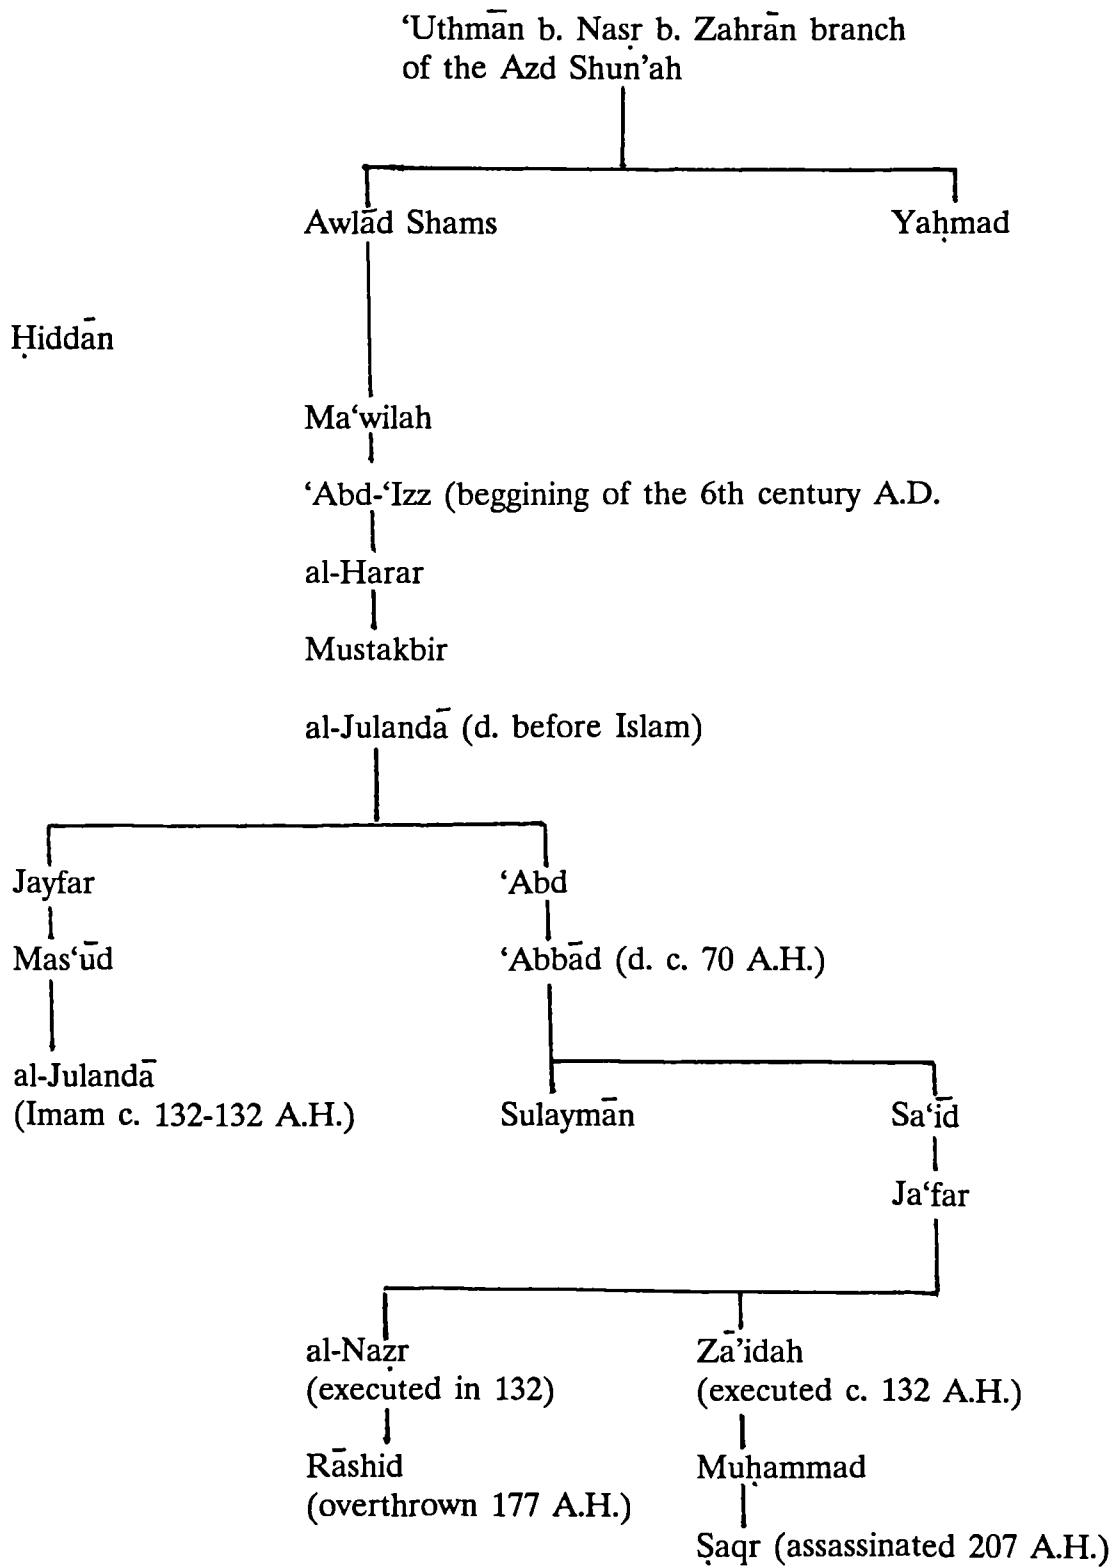 ‘Uthmān b. Naṣr b. Zahrān branch
of the Azd Shun’ah
Awlād Shams
Yaḥmad
Ḥiddān
Ma‘wilah
‘Abd-‘Izz (beggining of the 6th century A.D.
al-Harar
Mustakbir
al-Julandā (d. before Islam)
Jayfar
‘Abd
Mas‘ūd
‘Abbād (d. c. 70 A.H.)
al-Julandā
(Imam c. 132-132 A.H.)
Sulaymān
Sa‘īd
Ja‘far
al-Naẓr
(executed in 132)
Zā’idah
(executed c. 132 A.H.)
Rāshid
(overthrown 177 A.H.)
Muḥammad
Ṣaqr (assassinated 207 A.H.)